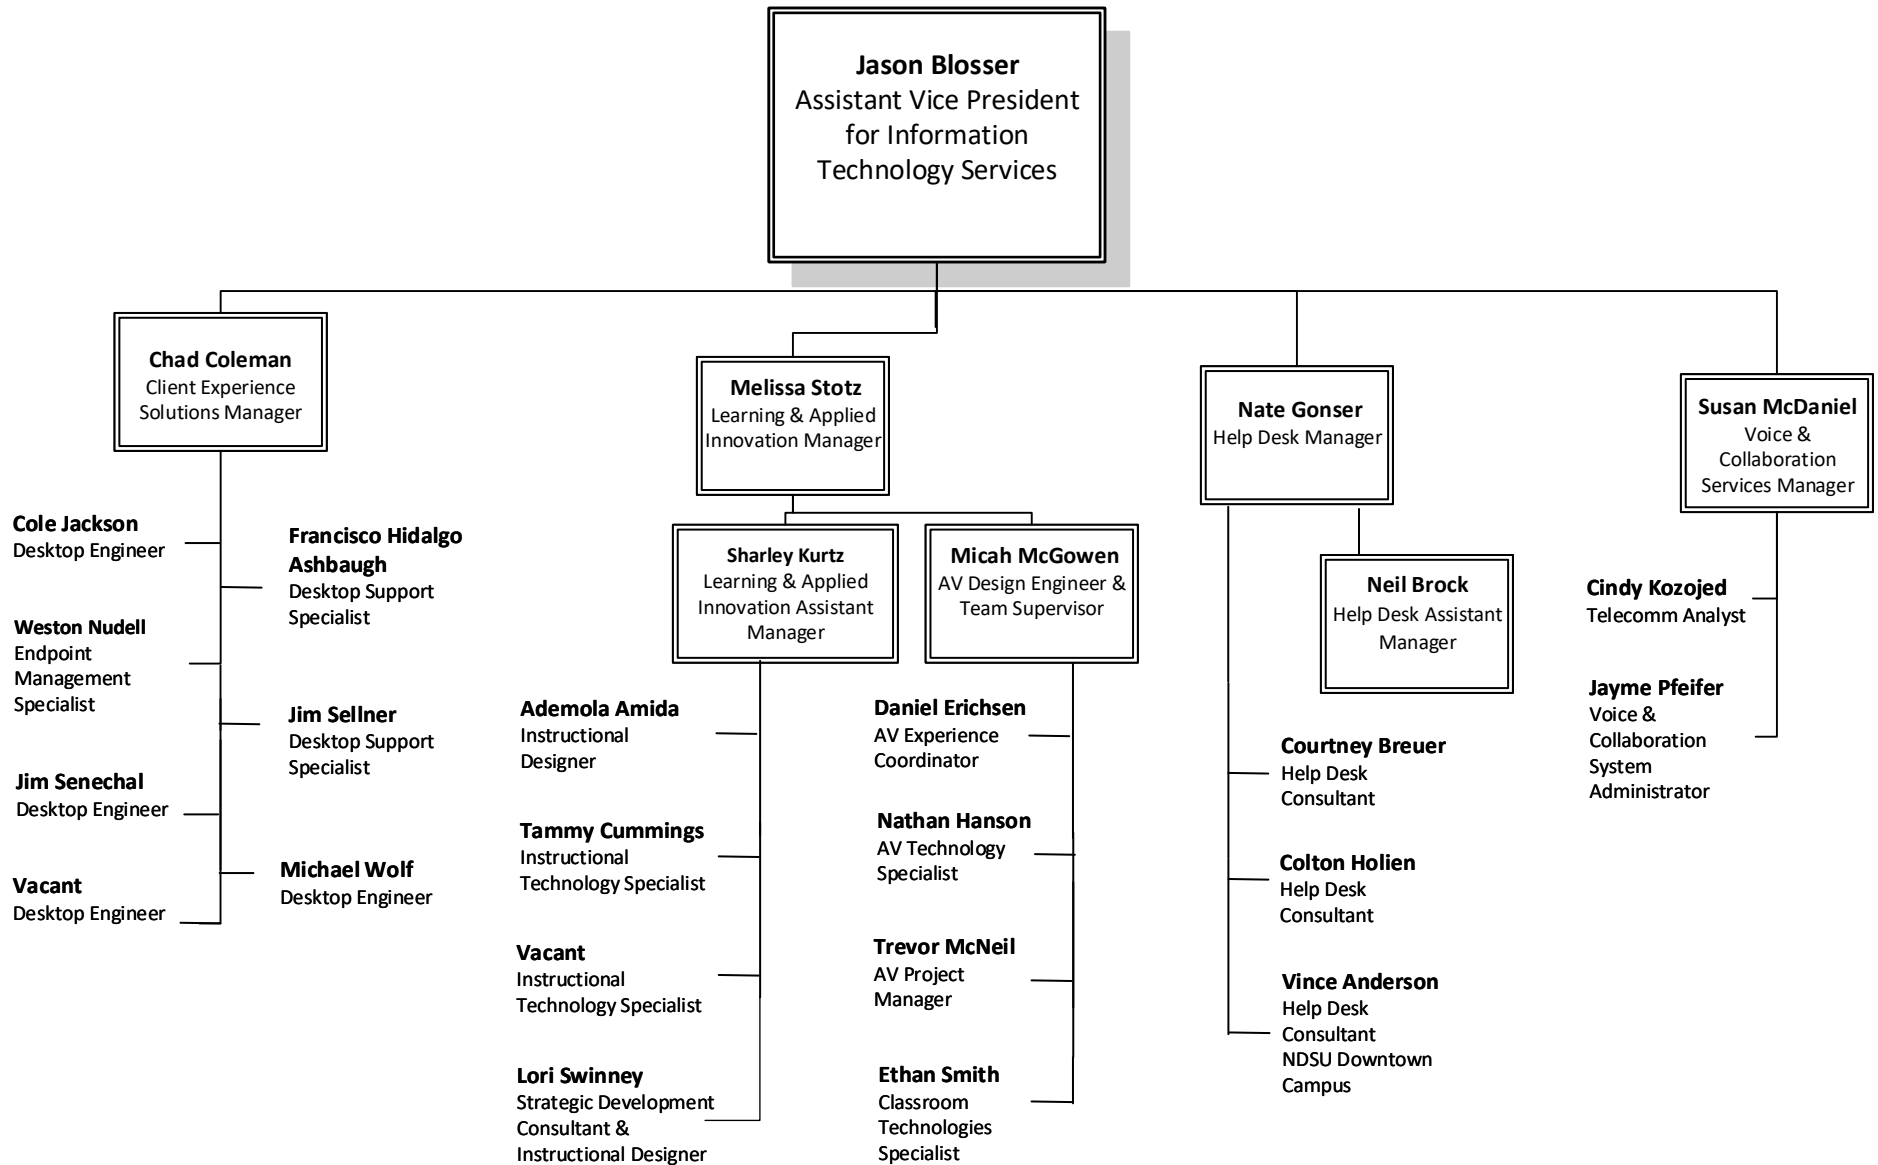 Jason Blosser
Assistant Vice President
for Information
Technology Services
Chad Coleman
Client Experience
Solutions Manager
Cole Jackson
Desktop Engineer
Francisco Hidalgo
Ashbaugh
Desktop Support
Specialist
Weston Nudell
Endpoint
Management
Specialist
Jim Sellner
Desktop Support
Specialist
Jim Senechal
Desktop Engineer
Michael Wolf
Desktop Engineer
Vacant
Desktop Engineer
Melissa Stotz
Learning & Applied
Innovation Manager
Sharley Kurtz
Learning & Applied
Innovation Assistant
Manager
Ademola Amida
Instructional
Designer
Tammy Cummings
Instructional
Technology Specialist
Vacant
Instructional
Technology Specialist
Lori Swinney
Strategic Development
Consultant &
Instructional Designer
Micah McGowen
AV Design Engineer &
Team Supervisor
Daniel Erichsen
AV Experience
Coordinator
Nathan Hanson
AV Technology
Specialist
Trevor McNeil
AV Project
Manager
Ethan Smith
Classroom
Technologies
Specialist
Nate Gonser
Help Desk Manager
Neil Brock
Help Desk Assistant
Manager
Courtney Breuer
Help Desk
Consultant
Colton Holien
Help Desk
Consultant
Vince Anderson
Help Desk
Consultant
NDSU Downtown
Campus
Susan McDaniel
Voice &
Collaboration
Services Manager
Cindy Kozojed
Telecomm Analyst
Jayme Pfeifer
Voice &
Collaboration
System
Administrator